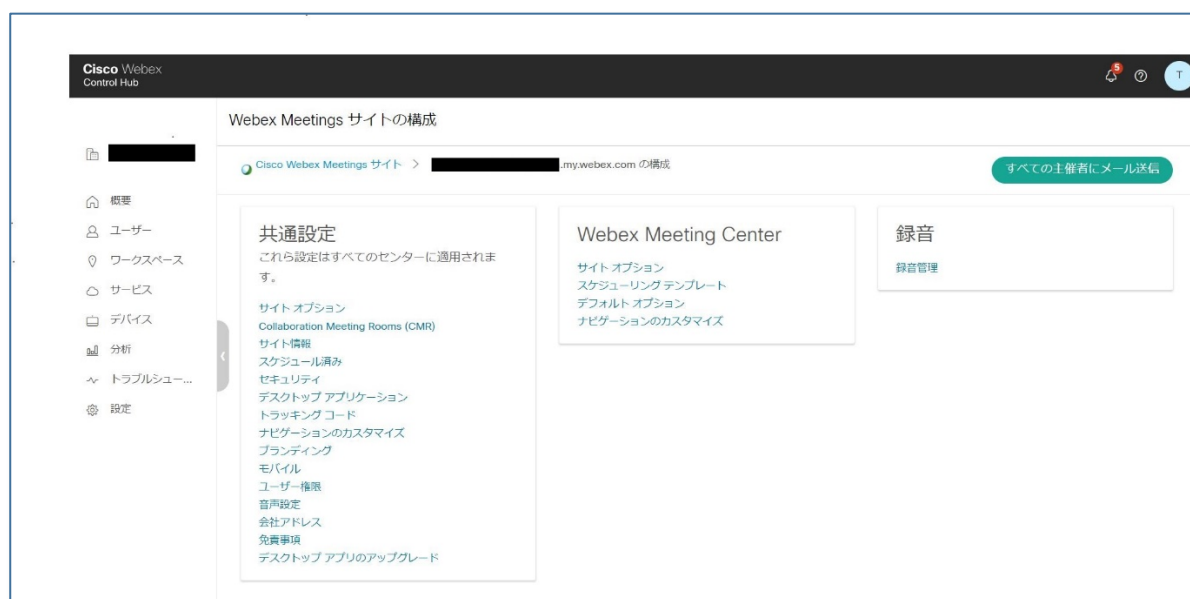 Cisco Webex
Control Hub
5
T
Webex Meetings サイトの構成
Cisco Webex Meetings サイト > .my.webex.com の構成
すべての主催者にメール送信
概要
ユーザー
ワークスペース
サービス
デバイス
分析
トラブルシュー...
設定
共通設定
これら設定はすべてのセンターに適用されま
す。
サイト オプション
Collaboration Meeting Rooms (CMR)
サイト情報
スケジュール済み
セキュリティ
デスクトップ アプリケーション
トラッキング コード
ナビゲーションのカスタマイズ
ブランディング
モバイル
ユーザー権限
音声設定
会社アドレス
免責事項
デスクトップ アプリのアップグレード
Webex Meeting Center
サイト オプション
スケジューリング テンプレート
デフォルト オプション
ナビゲーションのカスタマイズ
録音
録音管理